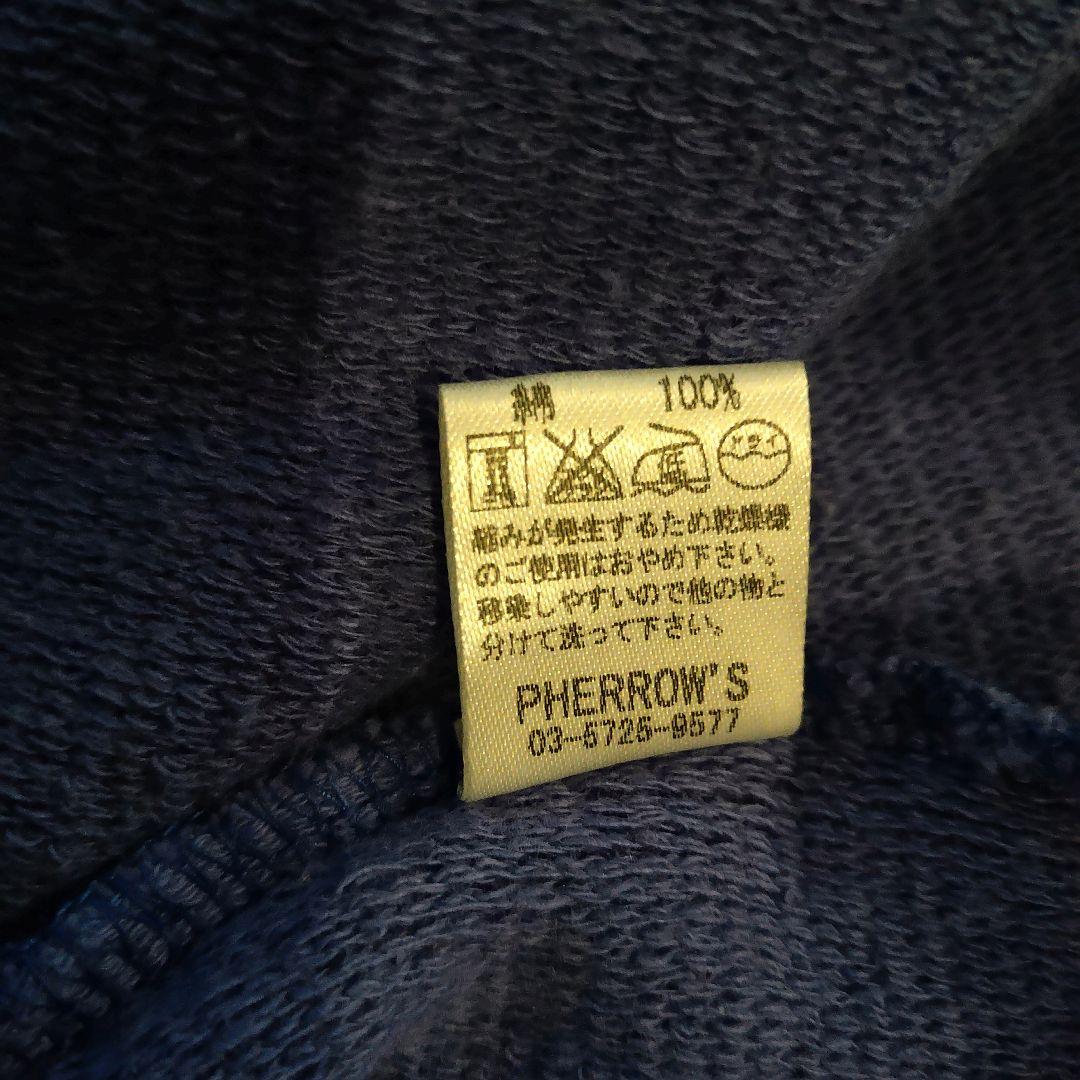 綿 100%
ドライ
縮みが発生するため乾燥機
のご使用はおやめ下さい。
移染しやすいので他の物と
分けて洗って下さい。
PHERROW'S
03-5725-9577